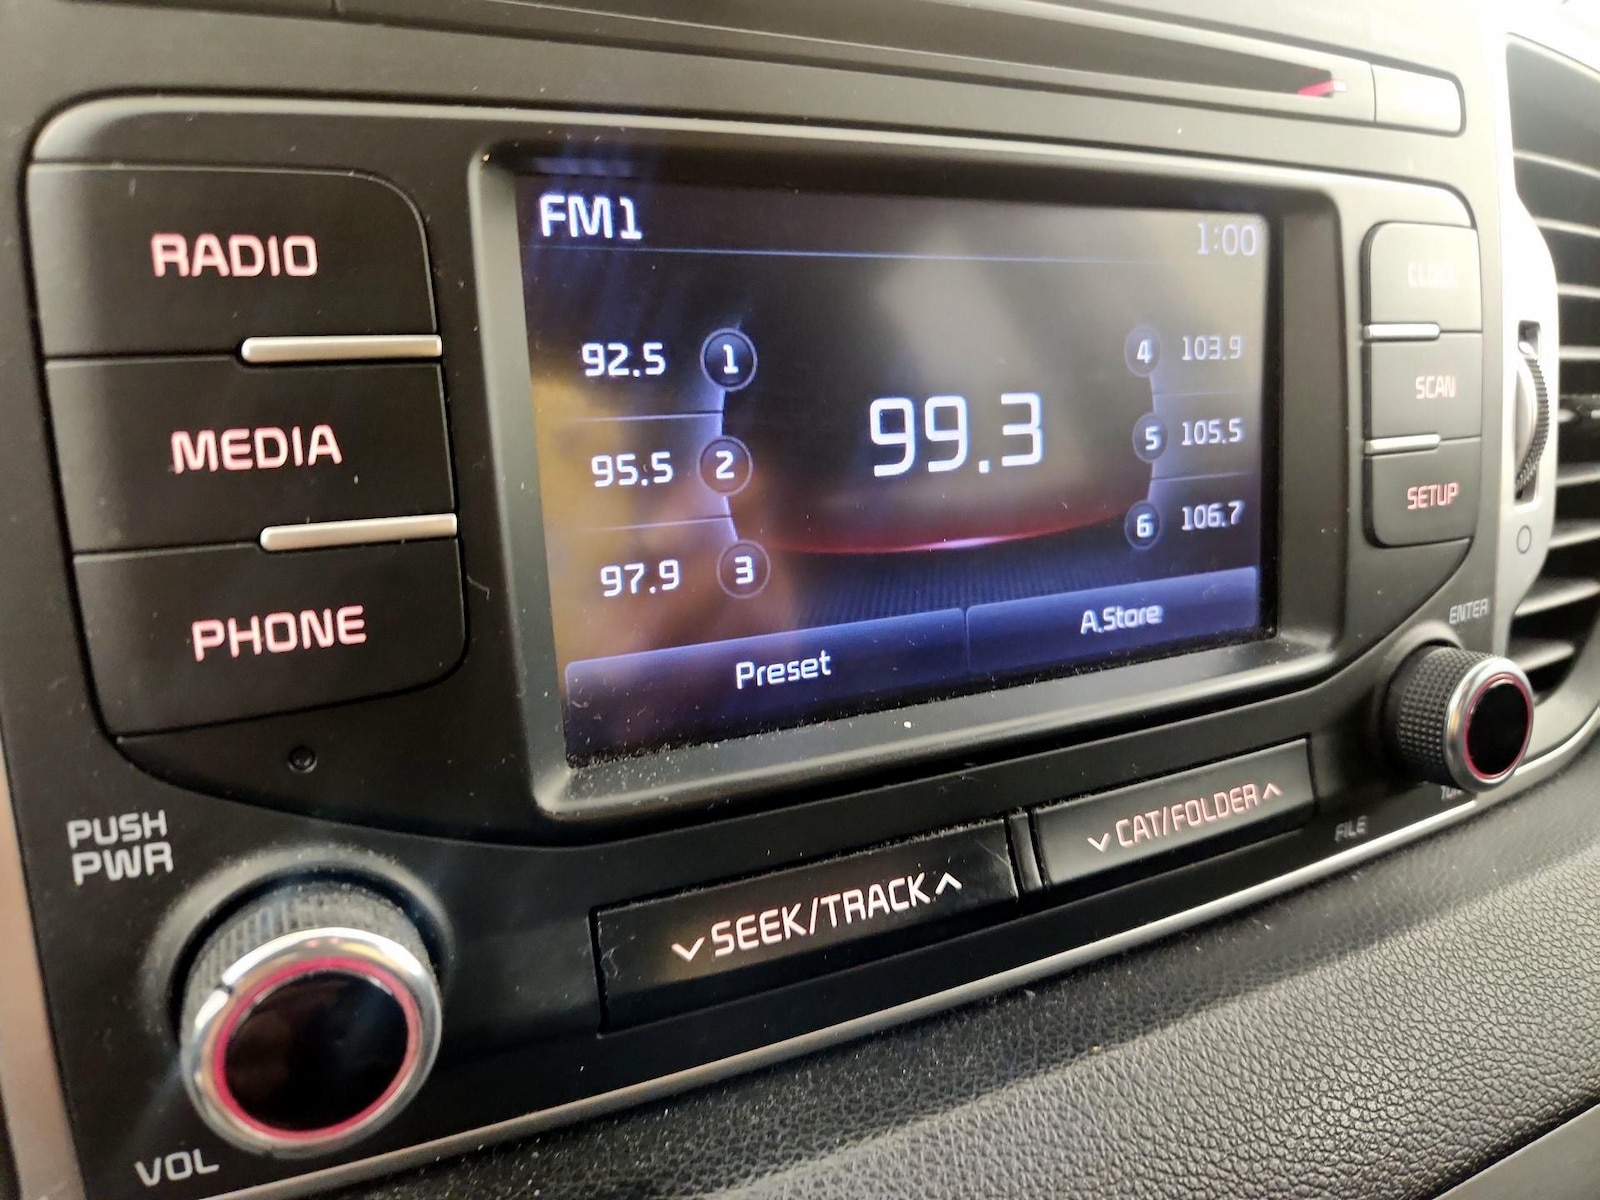 RADIO
MEDIA
PHONE
FM1
1:00
92.5 1
95.5 2
97.9 3
99.3
4 103.9
5 105.5
6 106.7
Preset
A.Store
CLOCK
SCAN
SETUP
ENTER
PUSH
PWR
VOL
SEEK/TRACK
CAT/FOLDER
FILE